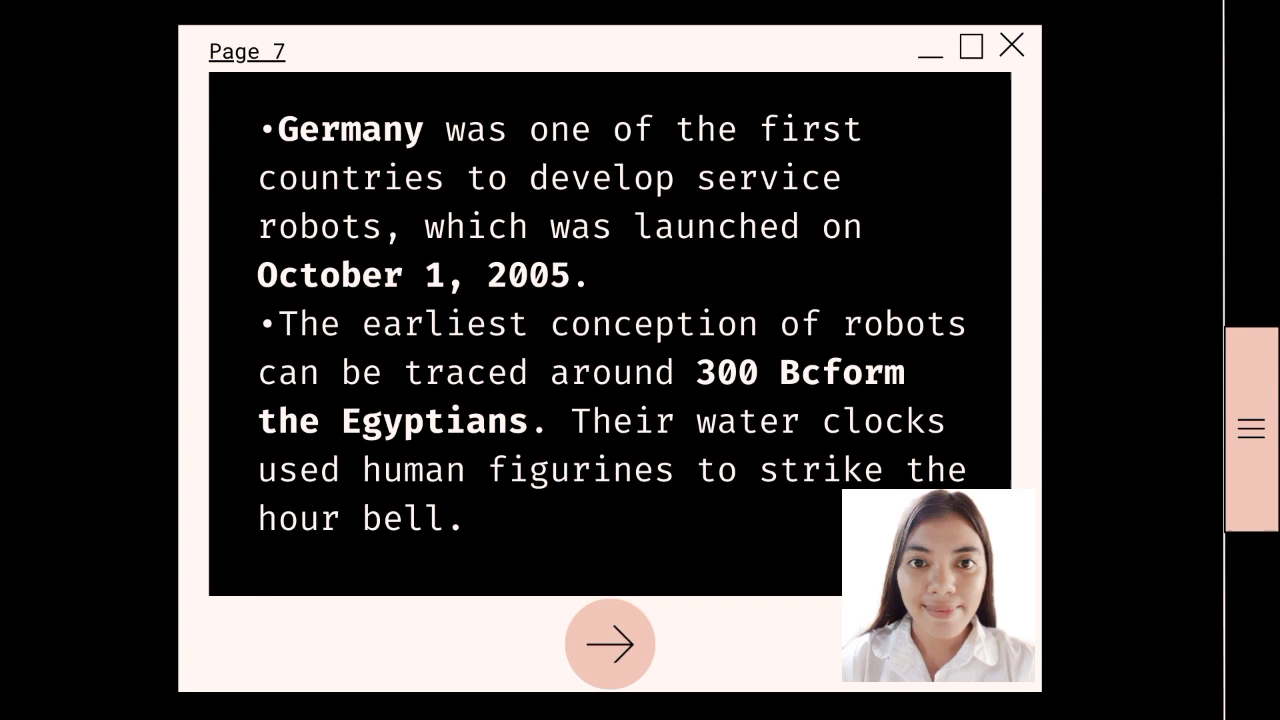 Page 7
•Germany was one of the first
countries to develop service
robots, which was launched on
October 1, 2005.
•The earliest conception of robots
can be traced around 300 Bcform
the Egyptians. Their water clocks
used human figurines to strike the
hour bell.